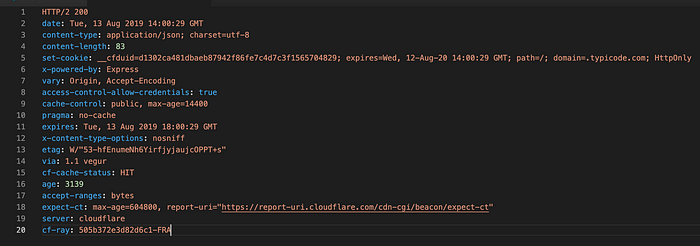 1 HTTP/2 200
2 date: Tue, 13 Aug 2019 14:00:29 GMT
3 content-type: application/json; charset=utf-8
4 content-length: 83
5 set-cookie: __cfduid=d1302ca481dbaeb87942f86fe7c4d7c3f1565704829; expires=Wed, 12-Aug-20 14:00:29 GMT; path=/; domain=.typicode.com; HttpOnly
6 x-powered-by: Express
7 vary: Origin, Accept-Encoding
8 access-control-allow-credentials: true
9 cache-control: public, max-age=14400
10 pragma: no-cache
11 expires: Tue, 13 Aug 2019 18:00:29 GMT
12 x-content-type-options: nosniff
13 etag: W/"53-hfEnumeNh6YirfjyjaujcOPPT+s"
14 via: 1.1 vegur
15 cf-cache-status: HIT
16 age: 3139
17 accept-ranges: bytes
18 expect-ct: max-age=604800, report-uri="https://report-uri.cloudflare.com/cdn-cgi/beacon/expect-ct"
19 server: cloudflare
20 cf-ray: 505b372e3d82d6c1-FRA